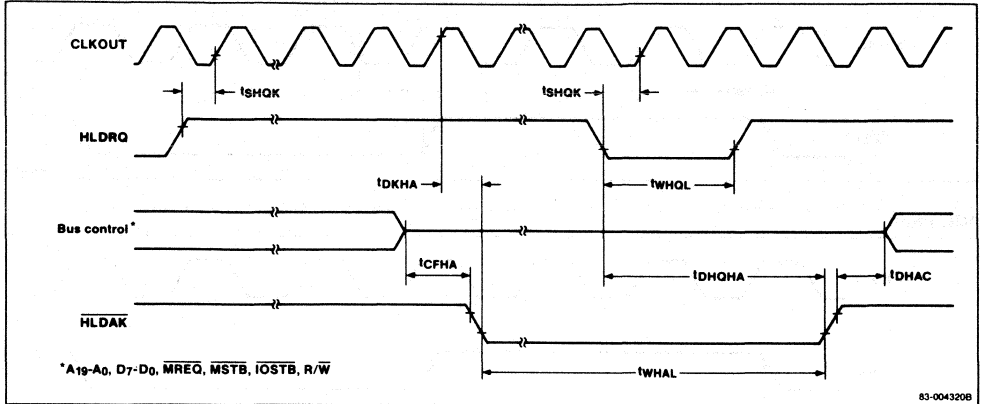 CLKOUT
tSHQK
tSHQK
HLDRQ
tDKHA
tWHQL
Bus control*
tCFHA
tDHQHA
tDHAC
HLDAK
tWHAL
*A19-A0, D7-D0, MREQ, MSTB, IOSTB, R/W
83-004320B